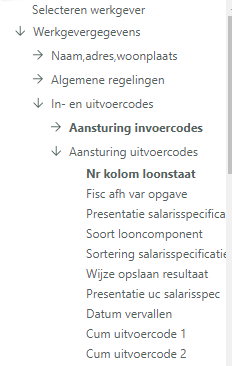 Selecteren werkgever
Werkgevergegevens
Naam,adres,woonplaats
Algemene regelingen
In- en uitvoercodes
Aansturing invoercodes
Aansturing uitvoercodes
Nr kolom loonstaat
Fisc afh var opgave
Presentatie salarisspecifica
Soort looncomponent
Sortering salarisspecificatie
Wijze opslaan resultaat
Presentatie uc salarisspec
Datum vervallen
Cum uitvoercode 1
Cum uitvoercode 2